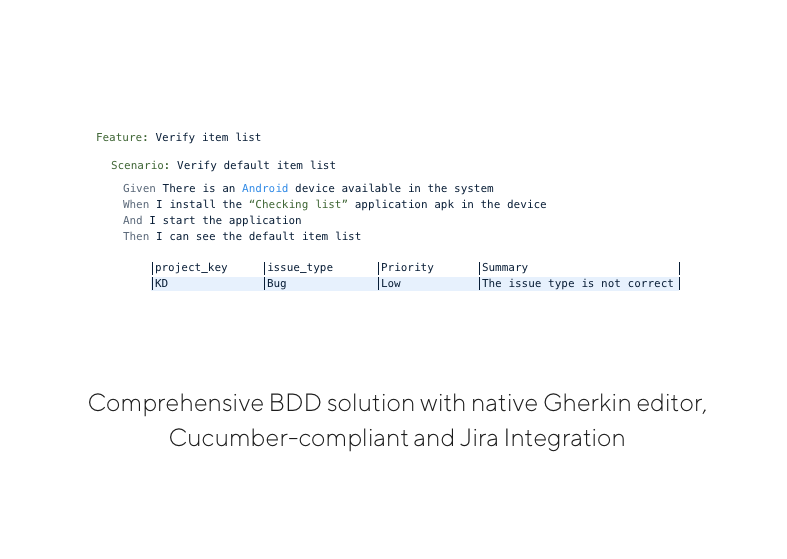 Feature: Verify item list
Scenario: Verify default item list
Given There is an Android device available in the system
When I install the “Checking list” application apk in the device
And I start the application
Then I can see the default item list
|project_key |issue_type |Priority |Summary |
|KD |Bug |Low |The issue type is not correct|
Comprehensive BDD solution with native Gherkin editor,
Cucumber-compliant and Jira Integration